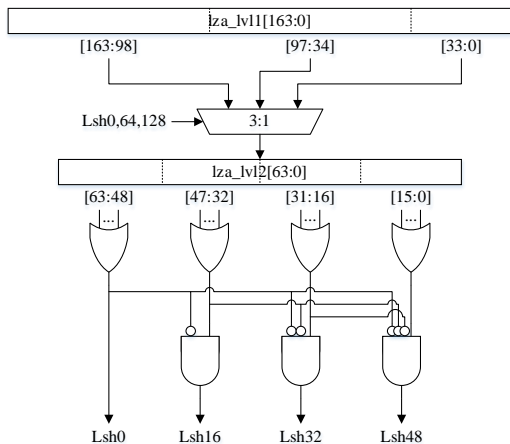 lza_lvl1[163:0]
[163:98] [97:34] [33:0]
Lsh0,64,128 3:1
lza_lvl2[63:0]
[63:48] [47:32] [31:16] [15:0]
... ... ... ...
Lsh0 Lsh16 Lsh32 Lsh48